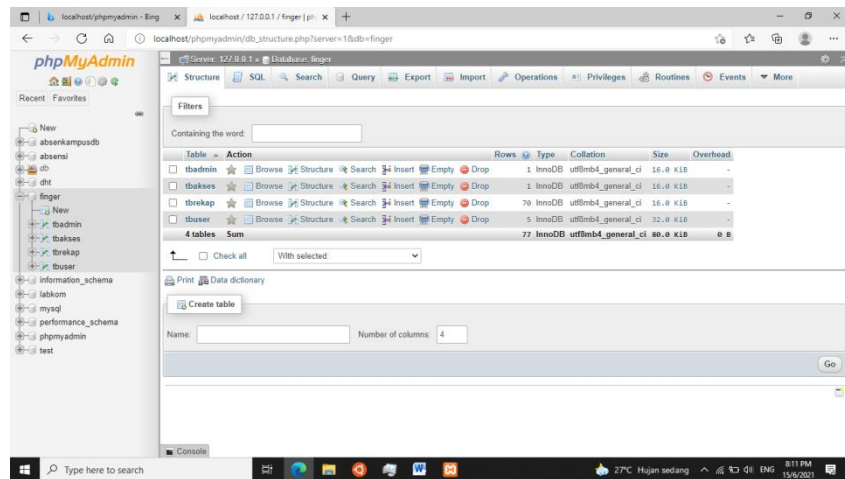 localhost/phpmyadmin - Bing
localhost / 127.0.0.1 / finger | ph
localhost/phpmyadmin/db_structure.php?server=1&db=finger
phpMyAdmin
Recent Favorites
New
absenkampusdb
absensi
db
dht
finger
New
tbadmin
tbakses
tbrekap
tbuser
information_schema
labkom
mysql
performance_schema
phpmyadmin
test
Server: 127.0.0.1 » Database: finger
Structure SQL Search Query Export Import Operations Privileges Routines Events More
Filters
Containing the word:
Table Action Rows Type Collation Size Overhead
tbadmin Browse Structure Search Insert Empty Drop 1 InnoDB utf8mb4_general_ci 16.0 KiB -
tbakses Browse Structure Search Insert Empty Drop 1 InnoDB utf8mb4_general_ci 16.0 KiB -
tbrekap Browse Structure Search Insert Empty Drop 70 InnoDB utf8mb4_general_ci 16.0 KiB -
tbuser Browse Structure Search Insert Empty Drop 5 InnoDB utf8mb4_general_ci 32.0 KiB -
4 tables Sum 77 InnoDB utf8mb4_general_ci 80.0 KiB 0 B
Check all With selected:
Print Data dictionary
Create table
Name: Number of columns: 4
Go
Console
Type here to search
27°C Hujan sedang ENG 8:11 PM
15/6/2021